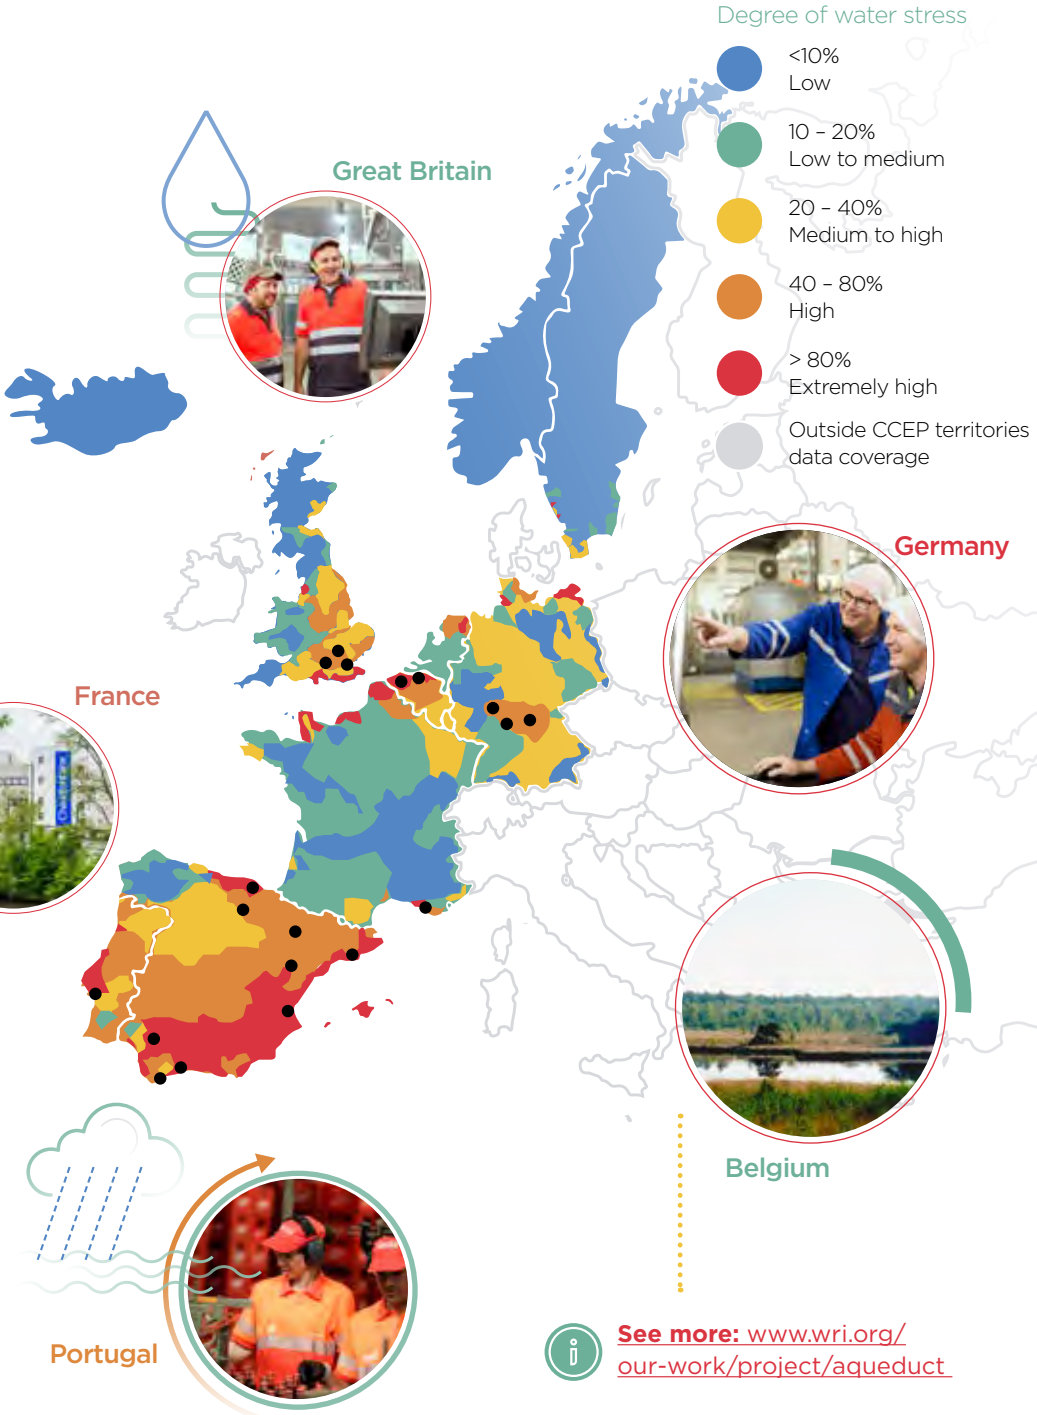 Degree of water stress
<10%
Low
10 – 20%
Low to medium
20 – 40%
Medium to high
40 – 80%
High
> 80%
Extremely high
Outside CCEP territories
data coverage
Great Britain
Germany
France
Belgium
Portugal
See more: www.wri.org/
our-work/project/aqueduct